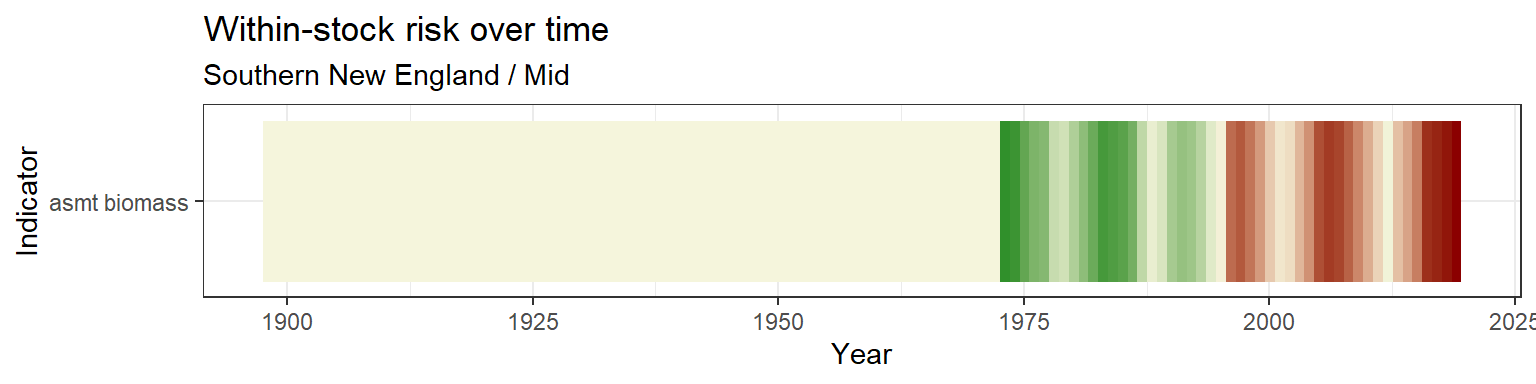 Within-stock risk over time
Southern New England / Mid
Indicator
asmt biomass
1900 1925 1950 1975 2000 2025
Year